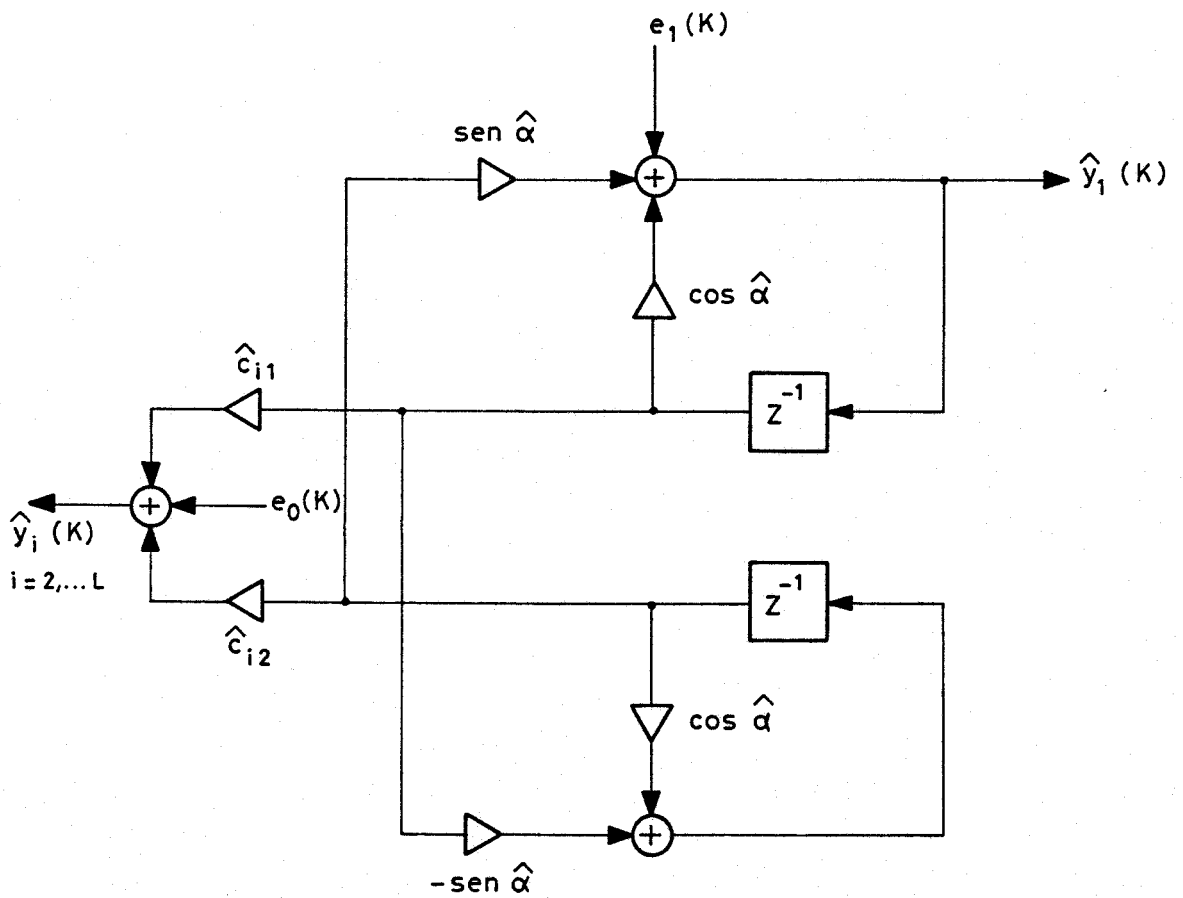 e₁(K)
sen α̂
ŷ₁(K)
cos α̂
ĉᵢ₁
z⁻¹
e₀(K)
ŷᵢ(K)
i=2,...L
z⁻¹
ĉᵢ₂
cos α̂
-sen α̂